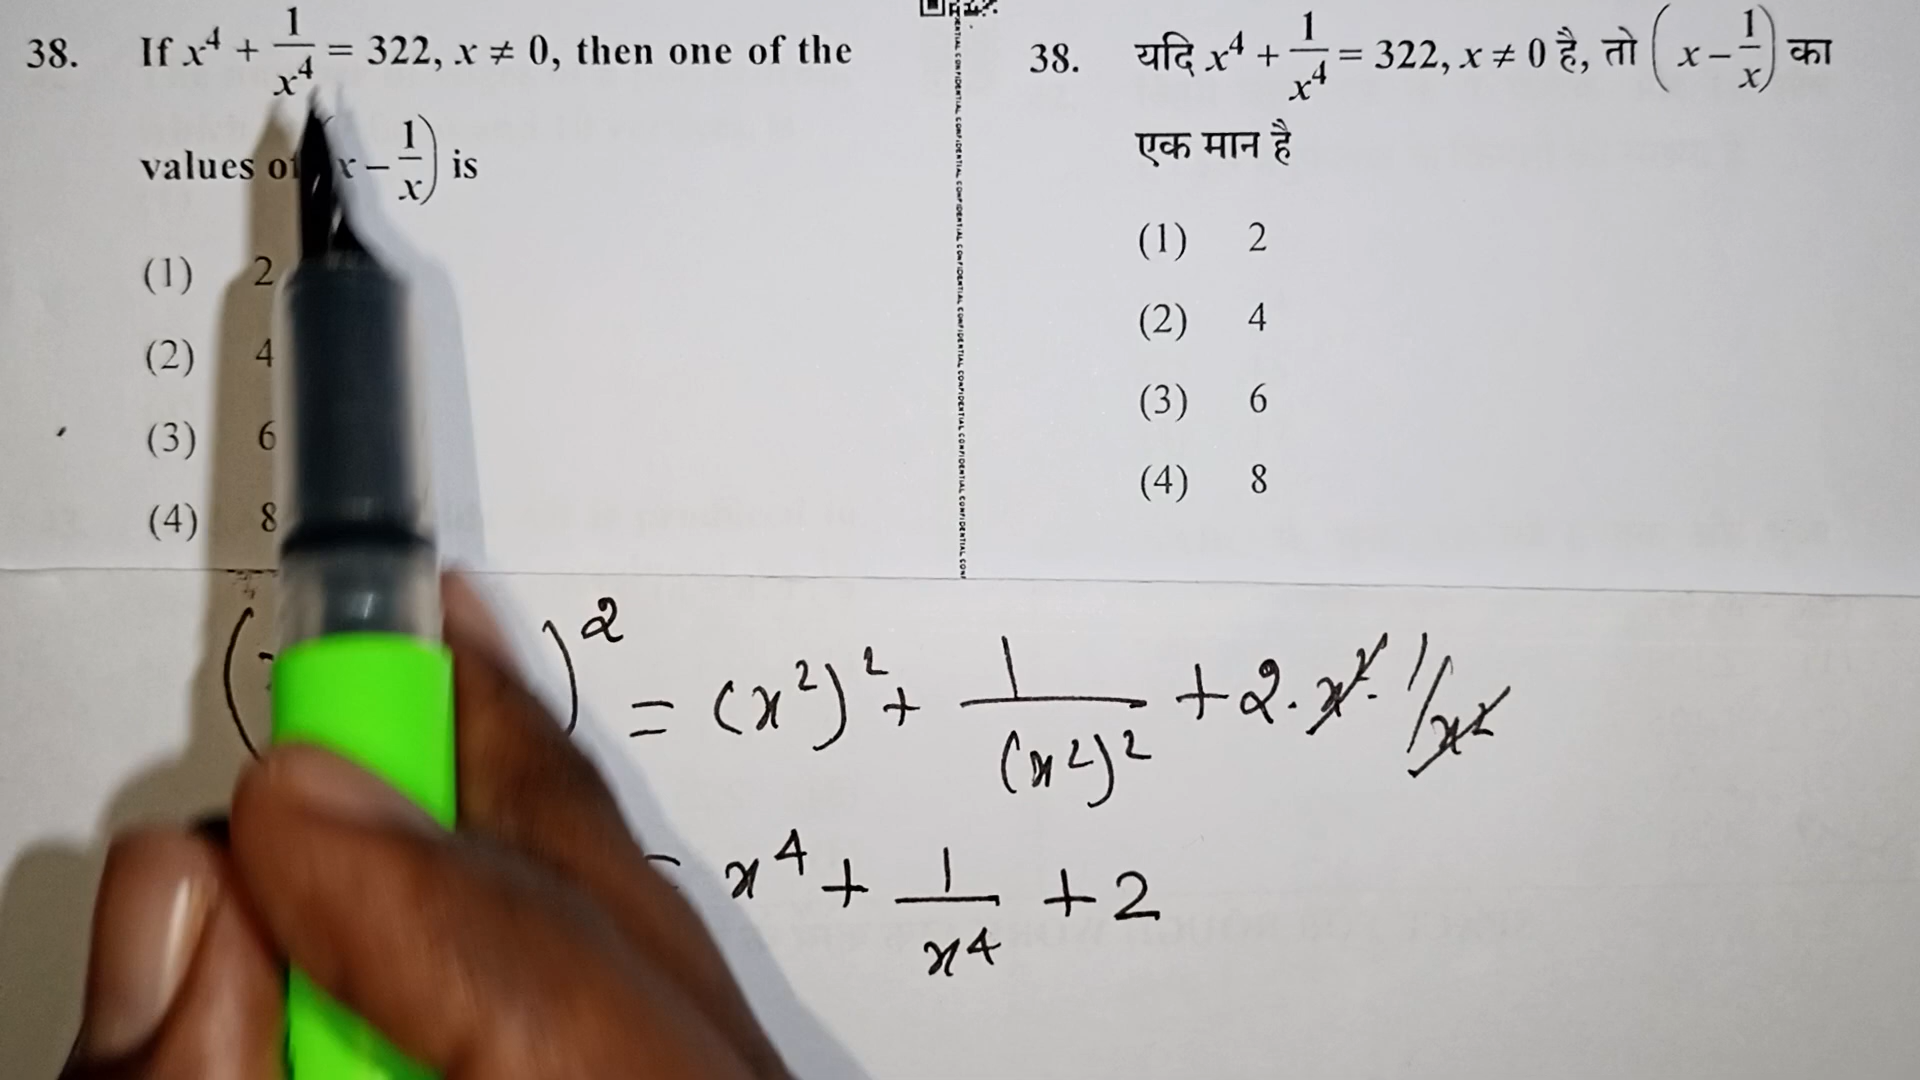 38. If x⁴ + 1/x⁴ = 322, x ≠ 0, then one of the
values of x − 1/x) is
(1) 2
(2) 4
(3) 6
(4) 8
38. यदि x⁴ + 1/x⁴ = 322, x ≠ 0 है, तो (x − 1/x) का
एक मान है
(1) 2
(2) 4
(3) 6
(4) 8
( )² = (x²)² + 1/(x²)² + 2. x². 1/x²
= x⁴ + 1/x⁴ + 2